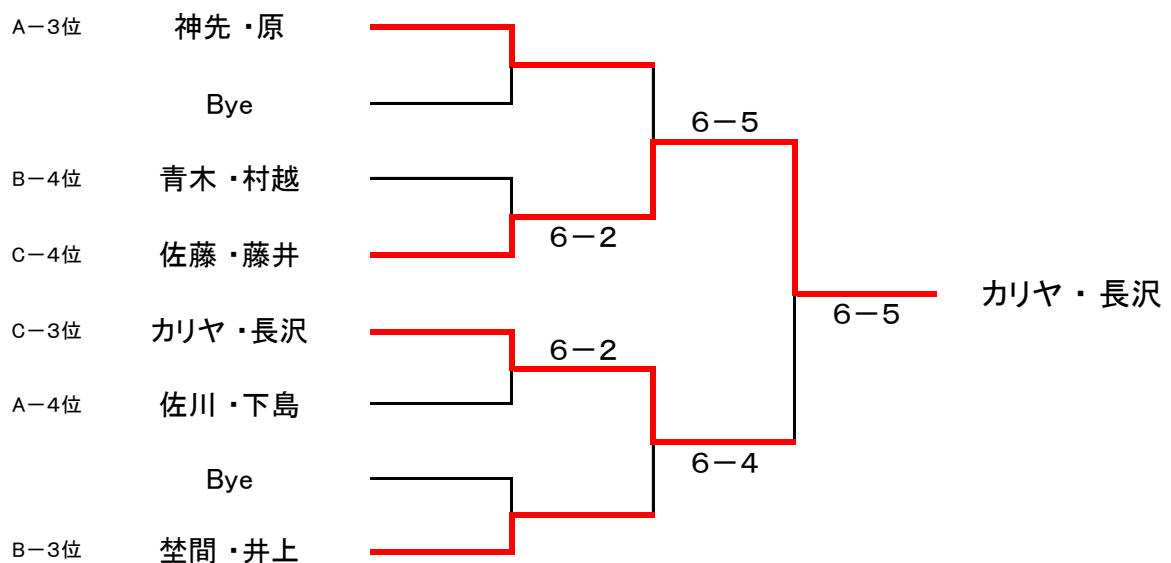 A－3位 神先・原
Bye
6－5
B－4位 青木・村越
6－2
C－4位 佐藤・藤井
カリヤ・長沢
6－5
C－3位 カリヤ・長沢
6－2
A－4位 佐川・下島
6－4
Bye
B－3位 埜間・井上